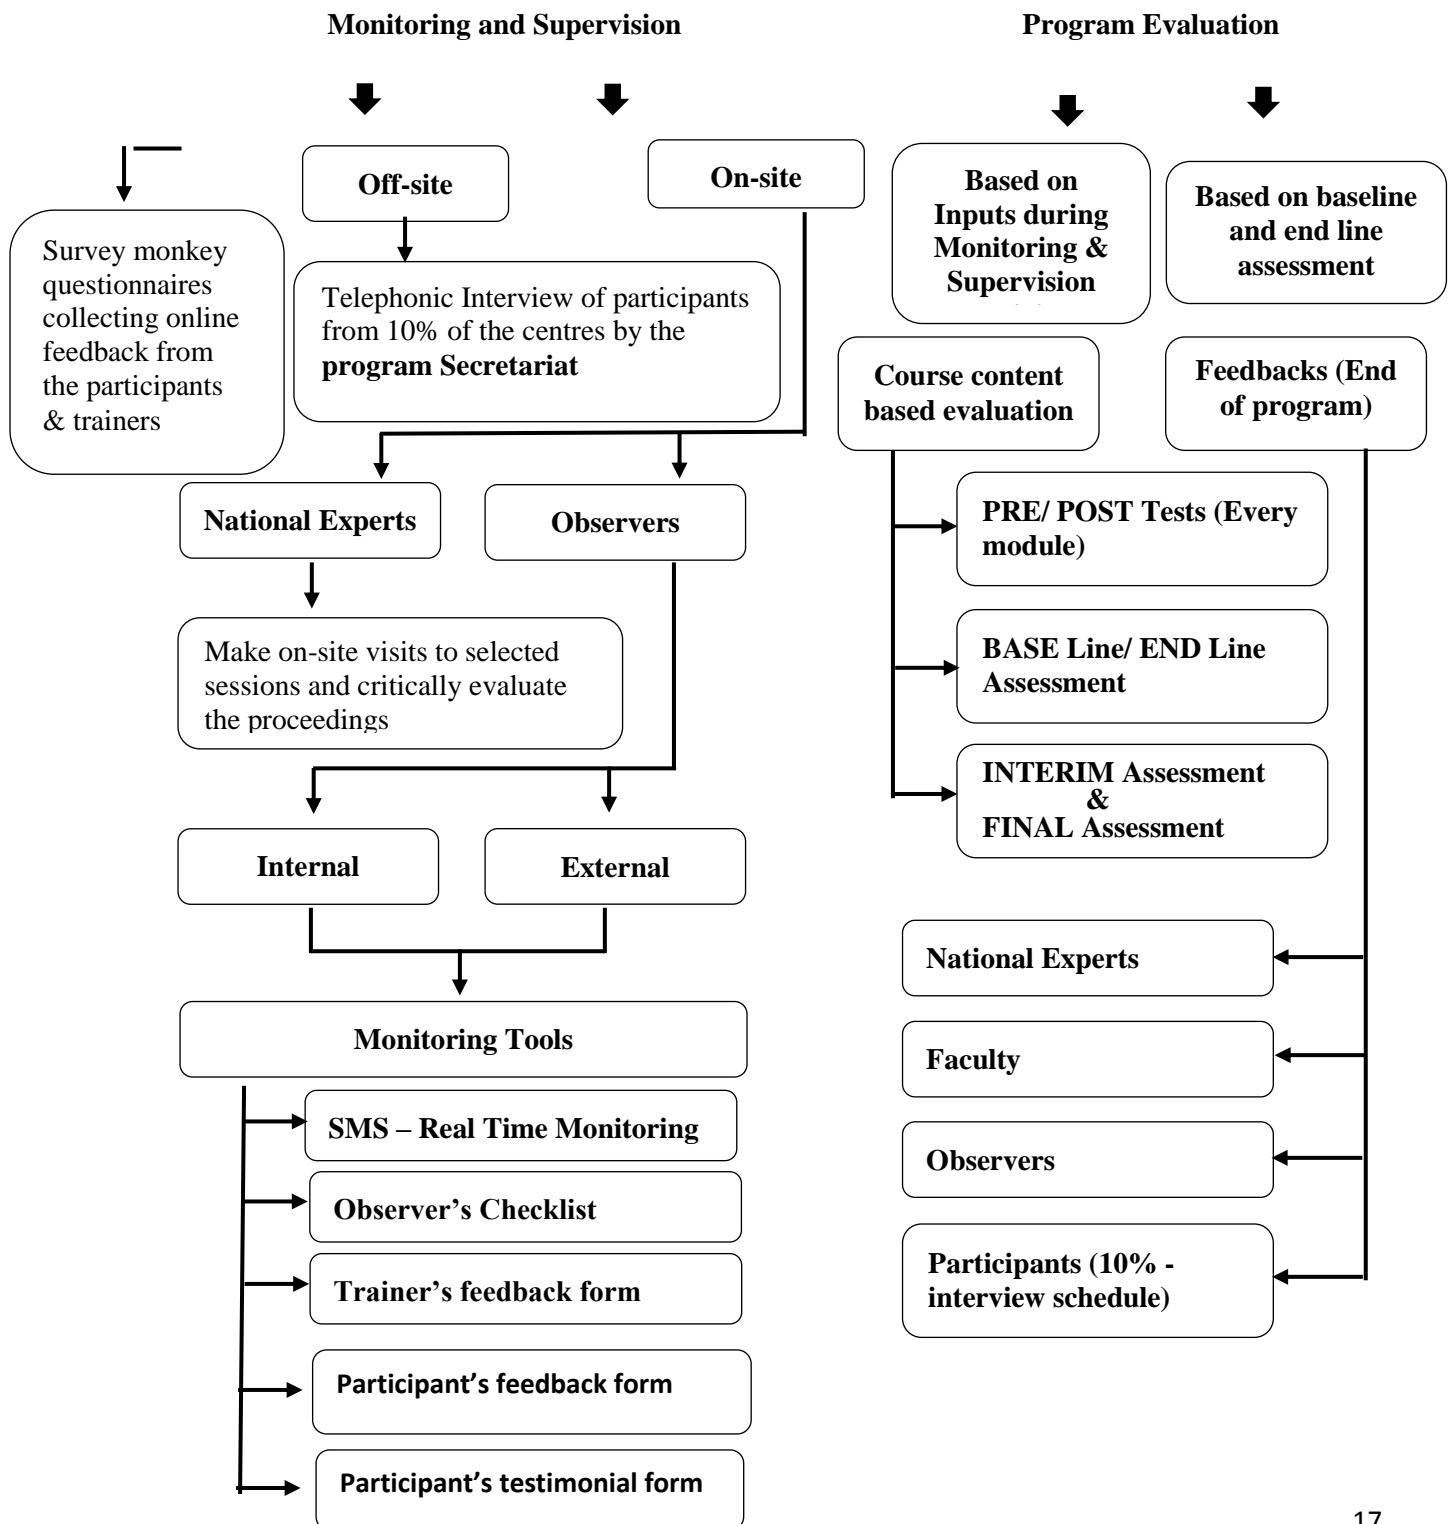 Monitoring and Supervision
Program Evaluation
Off-site
On-site
Based on
Inputs during
Monitoring &
Supervision
Based on baseline
and end line
assessment
Survey monkey
questionnaires
collecting online
feedback from
the participants
& trainers
Telephonic Interview of participants
from 10% of the centres by the
program Secretariat
Course content
based evaluation
Feedbacks (End
of program)
National Experts
Observers
PRE/ POST Tests (Every
module)
Make on-site visits to selected
sessions and critically evaluate
the proceedings
BASE Line/ END Line
Assessment
INTERIM Assessment
&
FINAL Assessment
Internal
External
National Experts
Monitoring Tools
Faculty
SMS – Real Time Monitoring
Observers
Observer’s Checklist
Trainer’s feedback form
Participants (10% -
interview schedule)
Participant’s feedback form
Participant’s testimonial form
17